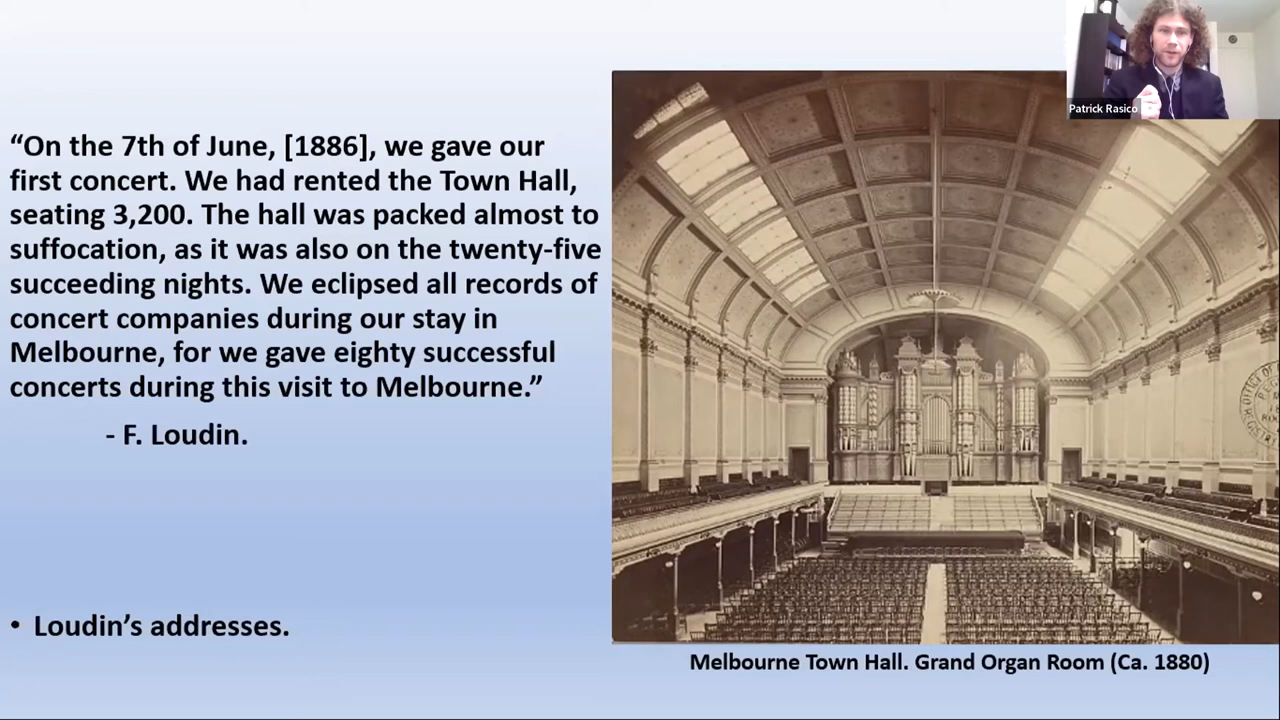 Patrick Rasico
“On the 7th of June, [1886], we gave our
first concert. We had rented the Town Hall,
seating 3,200. The hall was packed almost to
suffocation, as it was also on the twenty-five
succeeding nights. We eclipsed all records of
concert companies during our stay in
Melbourne, for we gave eighty successful
concerts during this visit to Melbourne.”
- F. Loudin.
• Loudin’s addresses.
Melbourne Town Hall. Grand Organ Room (Ca. 1880)